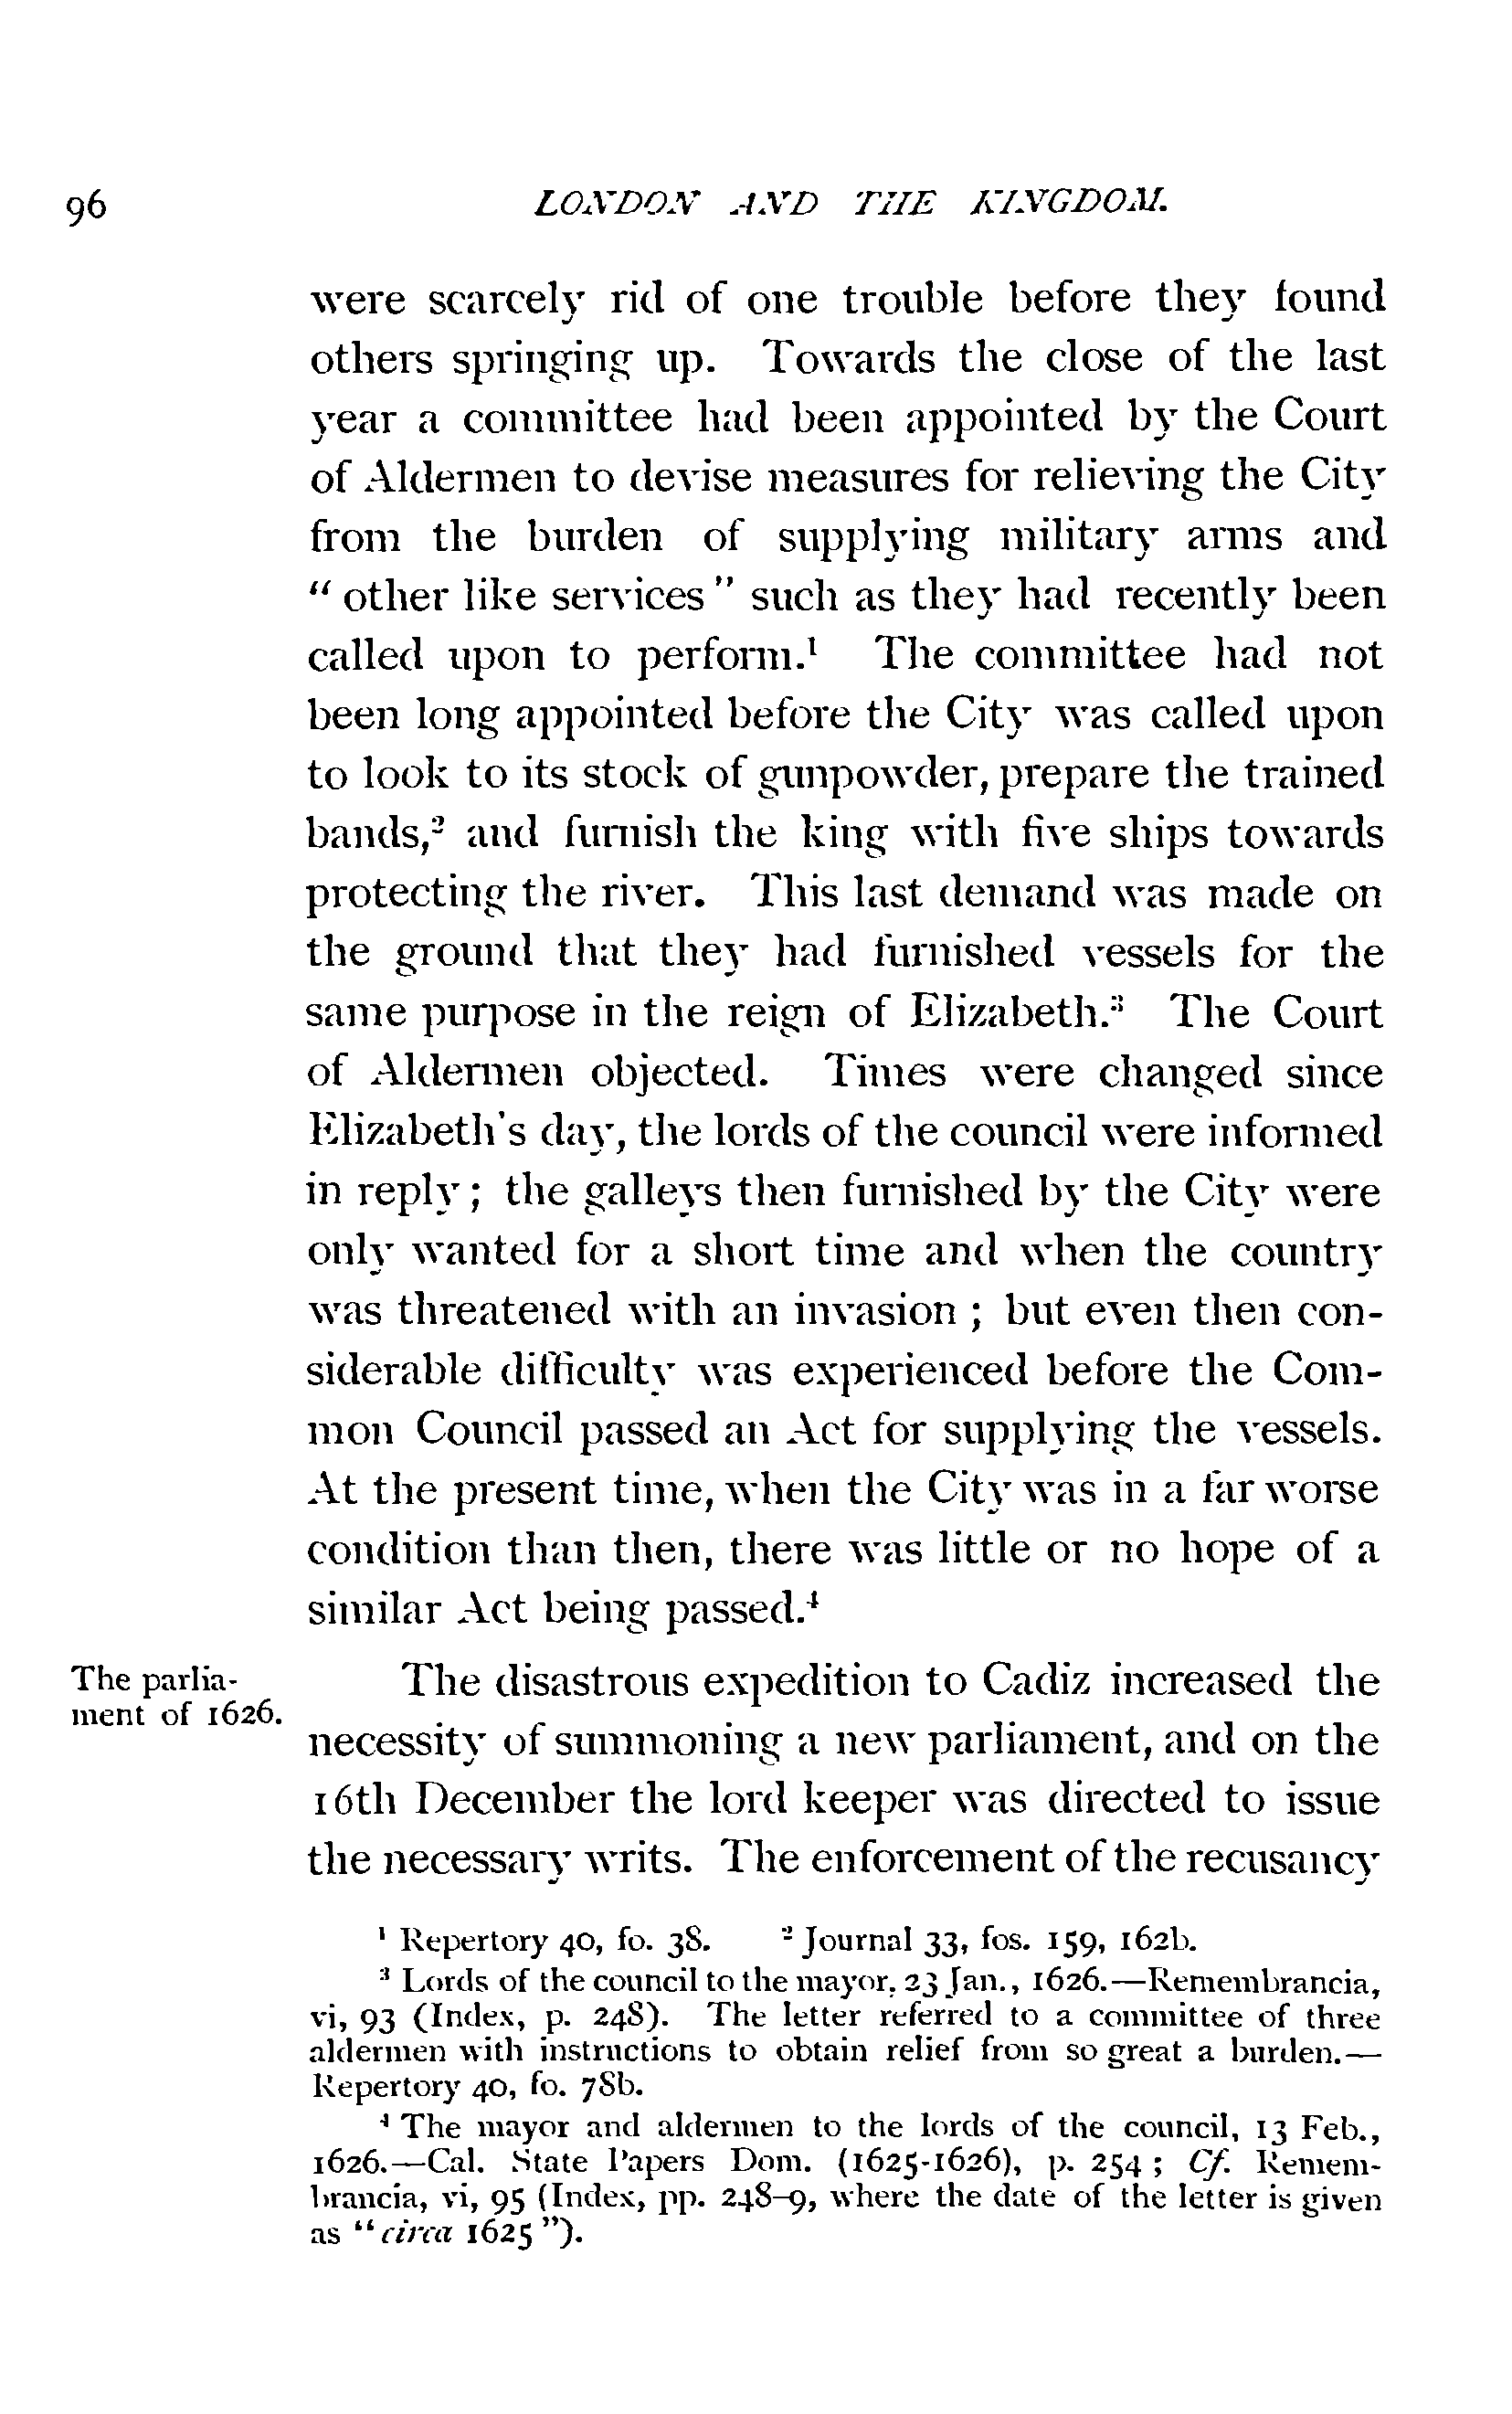 96 LONDON AND THE KINGDOM.
were scarcely rid of one trouble before they found
others springing up. Towards the close of the last
year a committee had been appointed by the Court
of Aldermen to devise measures for relieving the City
from the burden of supplying military arms and
“ other like services ” such as they had recently been
called upon to perform.¹ The committee had not
been long appointed before the City was called upon
to look to its stock of gunpowder, prepare the trained
bands,² and furnish the king with five ships towards
protecting the river. This last demand was made on
the ground that they had furnished vessels for the
same purpose in the reign of Elizabeth.³ The Court
of Aldermen objected. Times were changed since
Elizabeth's day, the lords of the council were informed
in reply ; the galleys then furnished by the City were
only wanted for a short time and when the country
was threatened with an invasion ; but even then con-
siderable difficulty was experienced before the Com-
mon Council passed an Act for supplying the vessels.
At the present time, when the City was in a far worse
condition than then, there was little or no hope of a
similar Act being passed.⁴
The parlia-
ment of 1626.
The disastrous expedition to Cadiz increased the
necessity of summoning a new parliament, and on the
16th December the lord keeper was directed to issue
the necessary writs. The enforcement of the recusancy
¹ Repertory 40, fo. 38. ² Journal 33, fos. 159, 162b.
³ Lords of the council to the mayor, 23 Jan., 1626.—Remembrancia,
vi, 93 (Index, p. 248). The letter referred to a committee of three
aldermen with instructions to obtain relief from so great a burden.—
Repertory 40, fo. 78b.
⁴ The mayor and aldermen to the lords of the council, 13 Feb.,
1626.—Cal. State Papers Dom. (1625-1626), p. 254 ; Cf. Remem-
brancia, vi, 95 (Index, pp. 248–9, where the date of the letter is given
as “circa 1625 ”).